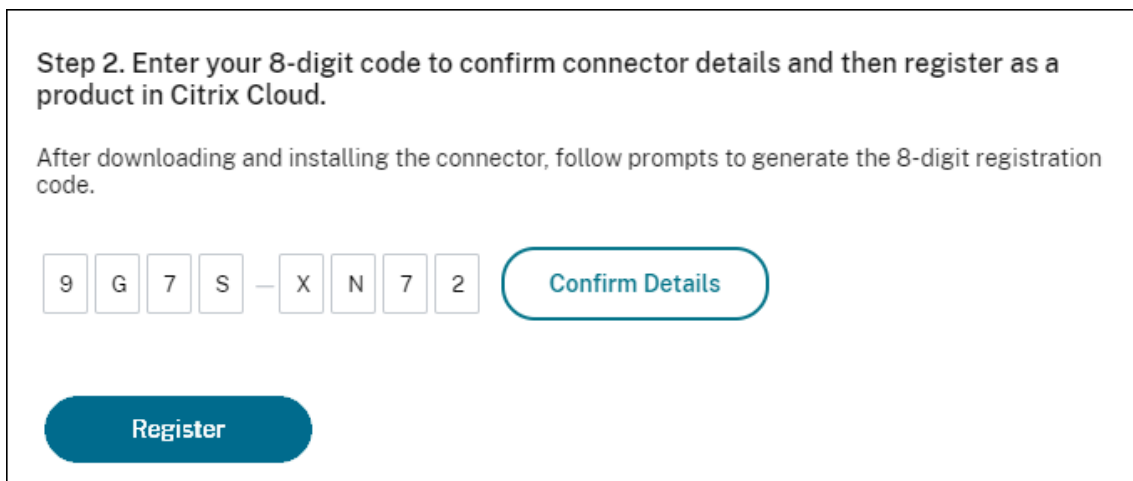 Step 2. Enter your 8-digit code to confirm connector details and then register as a
product in Citrix Cloud.
After downloading and installing the connector, follow prompts to generate the 8-digit registration
code.
9 G 7 S — X N 7 2 Confirm Details
Register